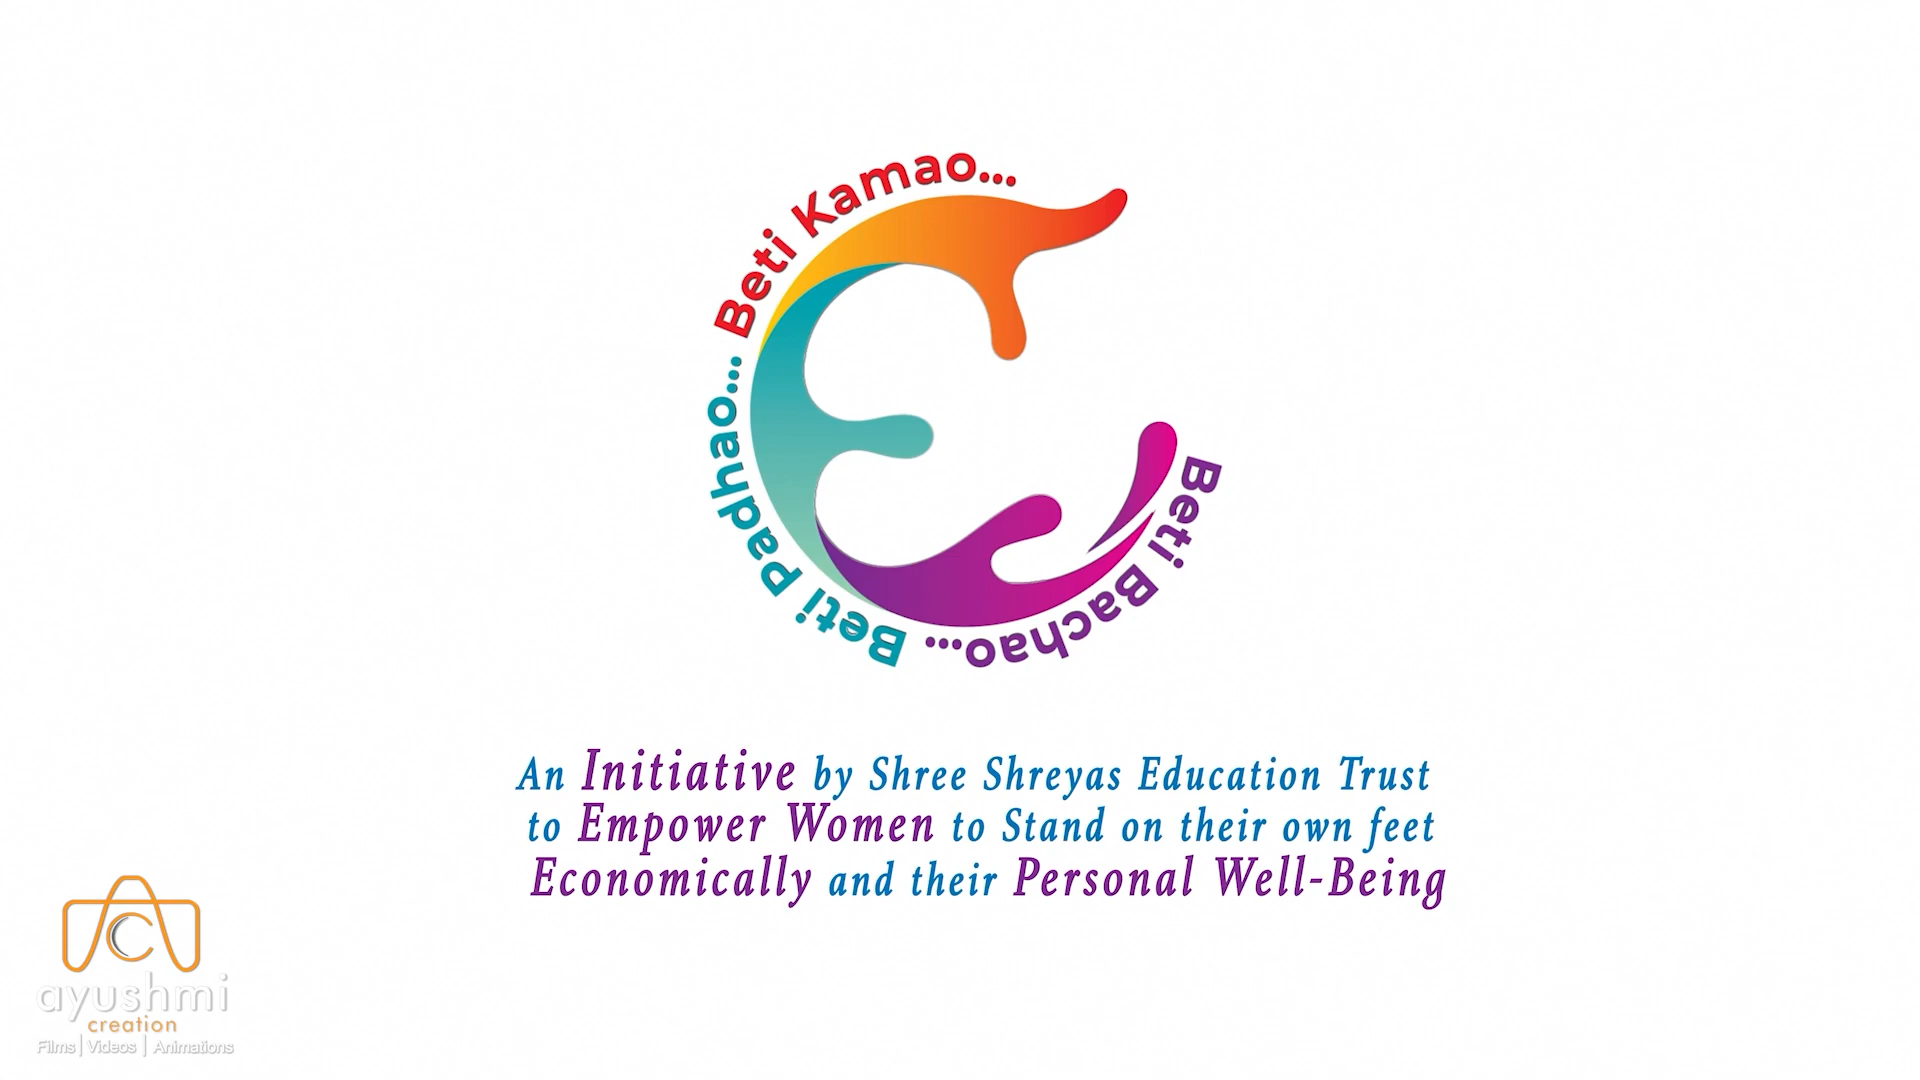 Beti Bachao... Beti Padhao... Beti Kamao...
An Initiative by Shree Shreyas Education Trust
to Empower Women to Stand on their own feet
Economically and their Personal Well-Being
ayushmi
creation
Films | Videos | Animations